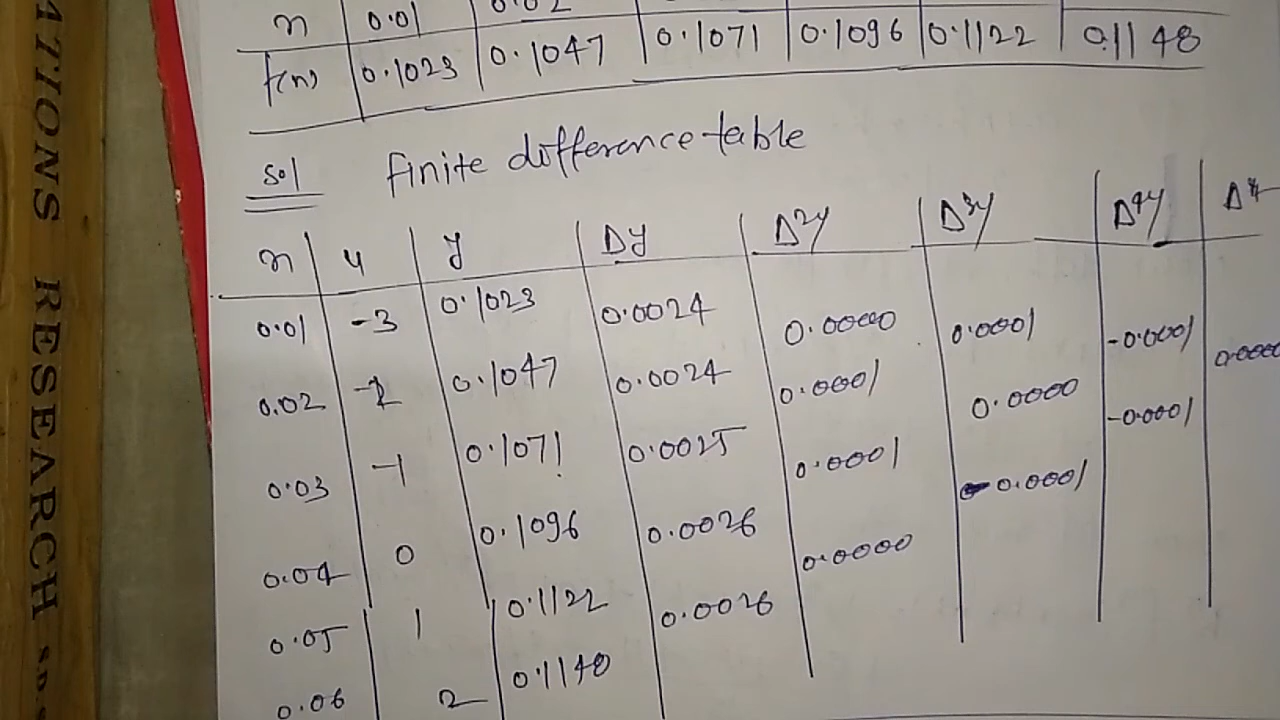 ATIONS RESEARCH S.D.S
n 0.01 0.02
f(n) 0.1023 0.1047 0.1071 0.1096 0.1122 0.1148
Sol Finite difference table
n u y Δy Δ²y Δ³y Δ⁴y
0.01 -3 0.1023 0.0024 0.0000 0.0001 -0.0001 0.0000
0.02 -2 0.1047 0.0024 0.0001 0.0000 -0.0001
0.03 -1 0.1071 0.0025 0.0001 -0.0001
0.04 0 0.1096 0.0026 0.0000
0.05 1 0.1122 0.0026
0.06 2 0.1148